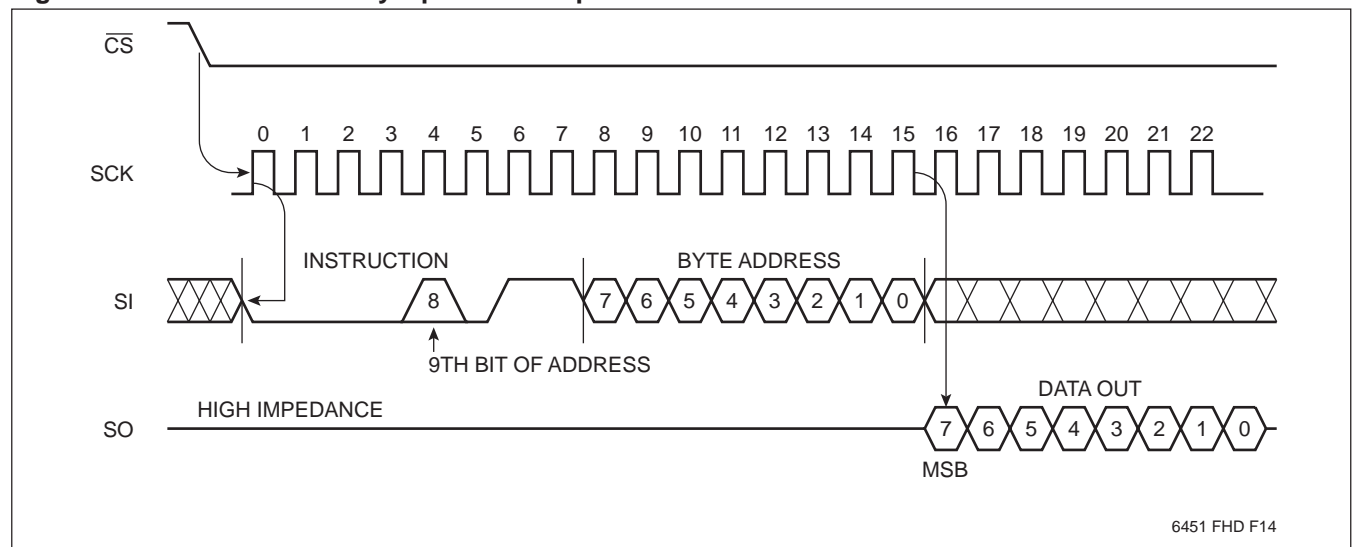 CS
0 1 2 3 4 5 6 7 8 9 10 11 12 13 14 15 16 17 18 19 20 21 22
SCK
INSTRUCTION
BYTE ADDRESS
SI
8
7 6 5 4 3 2 1 0
9TH BIT OF ADDRESS
HIGH IMPEDANCE
DATA OUT
SO
7 6 5 4 3 2 1 0
MSB
6451 FHD F14